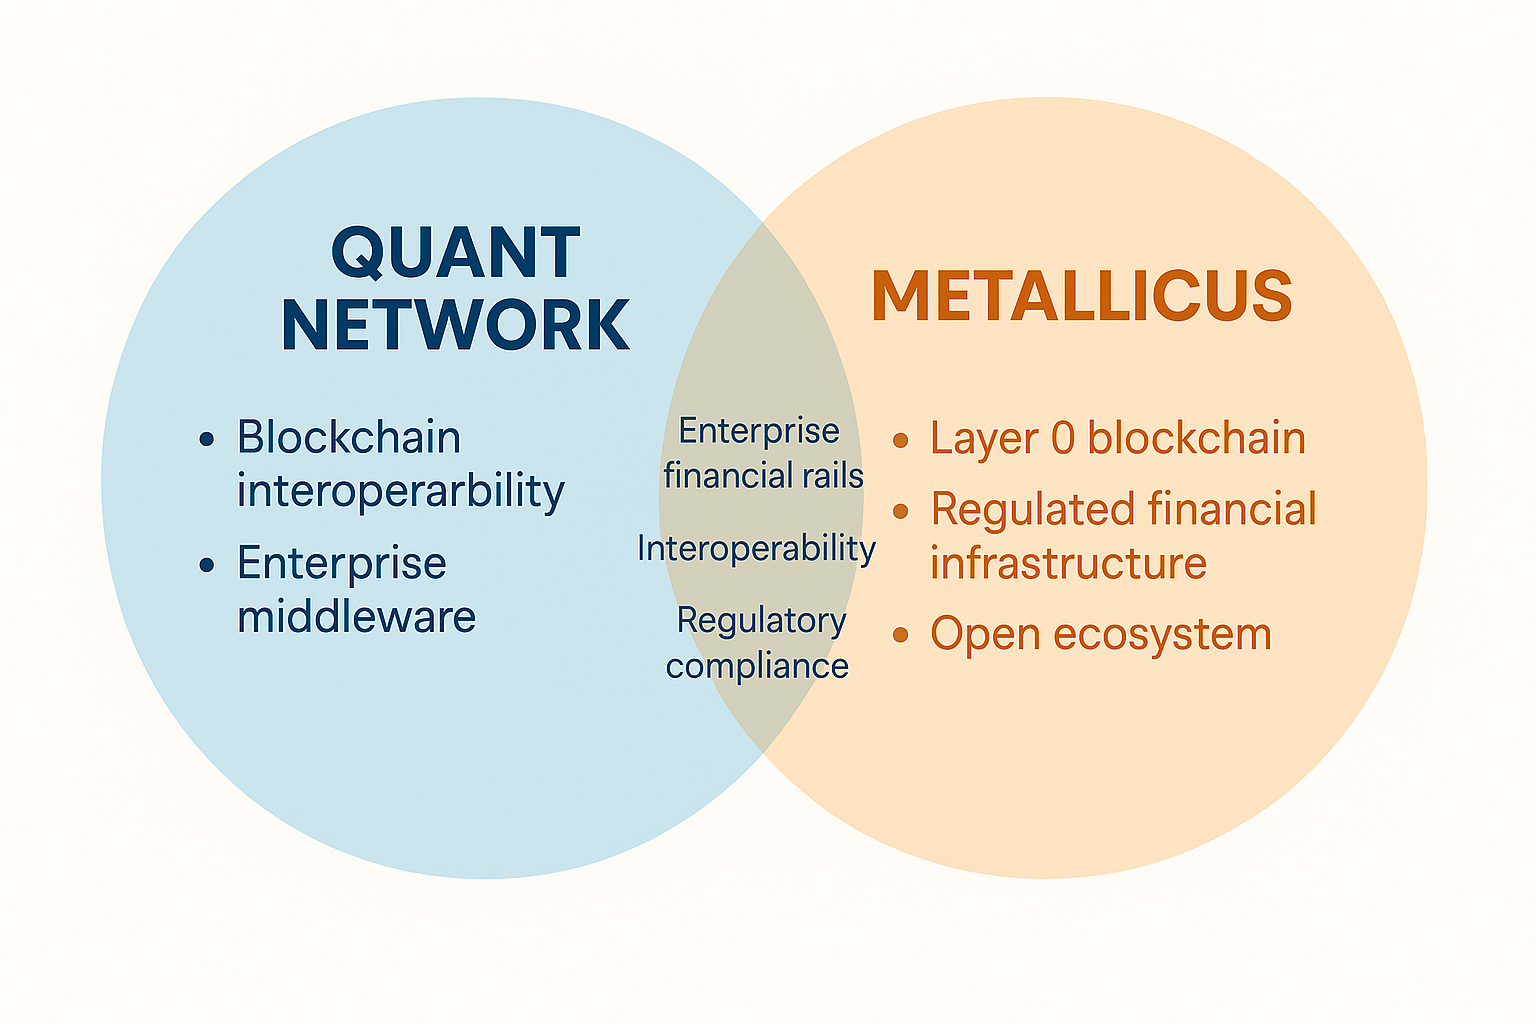 QUANT
NETWORK
• Blockchain
interoperarbility
• Enterprise
middleware
Enterprise
financial rails
Interoperability
Regulatory
compliance
METALLICUS
• Layer 0 blockchain
• Regulated financial
infrastructure
• Open ecosystem